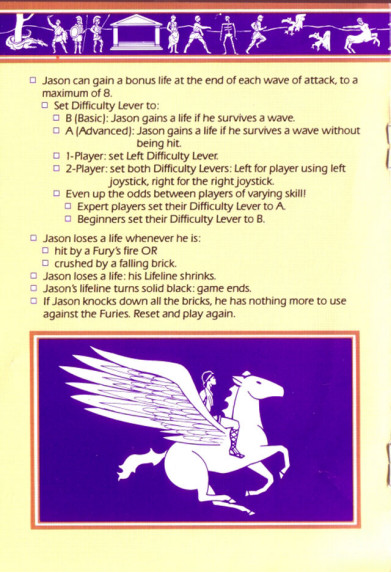 Jason can gain a bonus life at the end of each wave of attack, to a
maximum of 8.
Set Difficulty Lever to:
B (Basic): Jason gains a life if he survives a wave.
A (Advanced): Jason gains a life if he survives a wave without
being hit.
1-Player: set Left Difficulty Lever.
2-Player: set both Difficulty Levers: Left for player using left
joystick, right for the right joystick.
Even up the odds between players of varying skill!
Expert players set their Difficulty Lever to A.
Beginners set their Difficulty Lever to B.
Jason loses a life whenever he is:
hit by a Fury's fire OR
crushed by a falling brick.
Jason loses a life: his Lifeline shrinks.
Jason's lifeline turns solid black: game ends.
If Jason knocks down all the bricks, he has nothing more to use
against the Furies. Reset and play again.